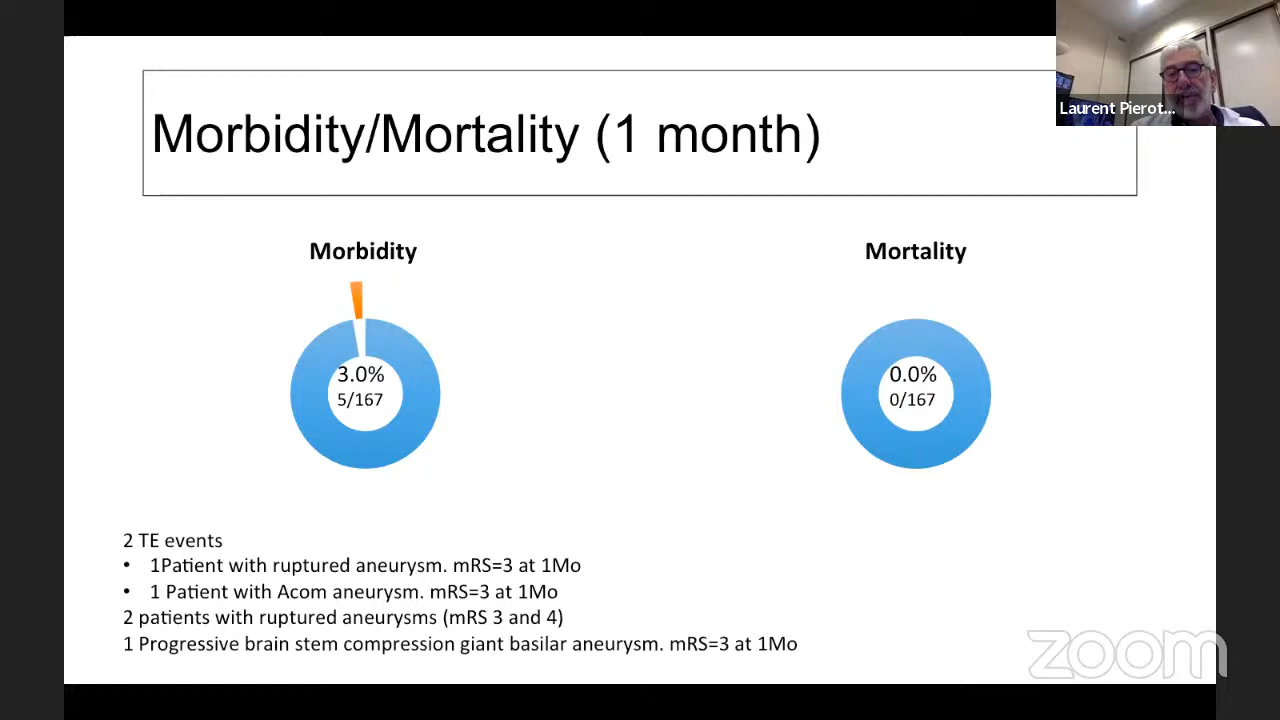 Laurent Pierot...
Morbidity/Mortality (1 month)
Morbidity
Mortality
3.0%
5/167
0.0%
0/167
2 TE events
• 1Patient with ruptured aneurysm. mRS=3 at 1Mo
• 1 Patient with Acom aneurysm. mRS=3 at 1Mo
2 patients with ruptured aneurysms (mRS 3 and 4)
1 Progressive brain stem compression giant basilar aneurysm. mRS=3 at 1Mo
zoom